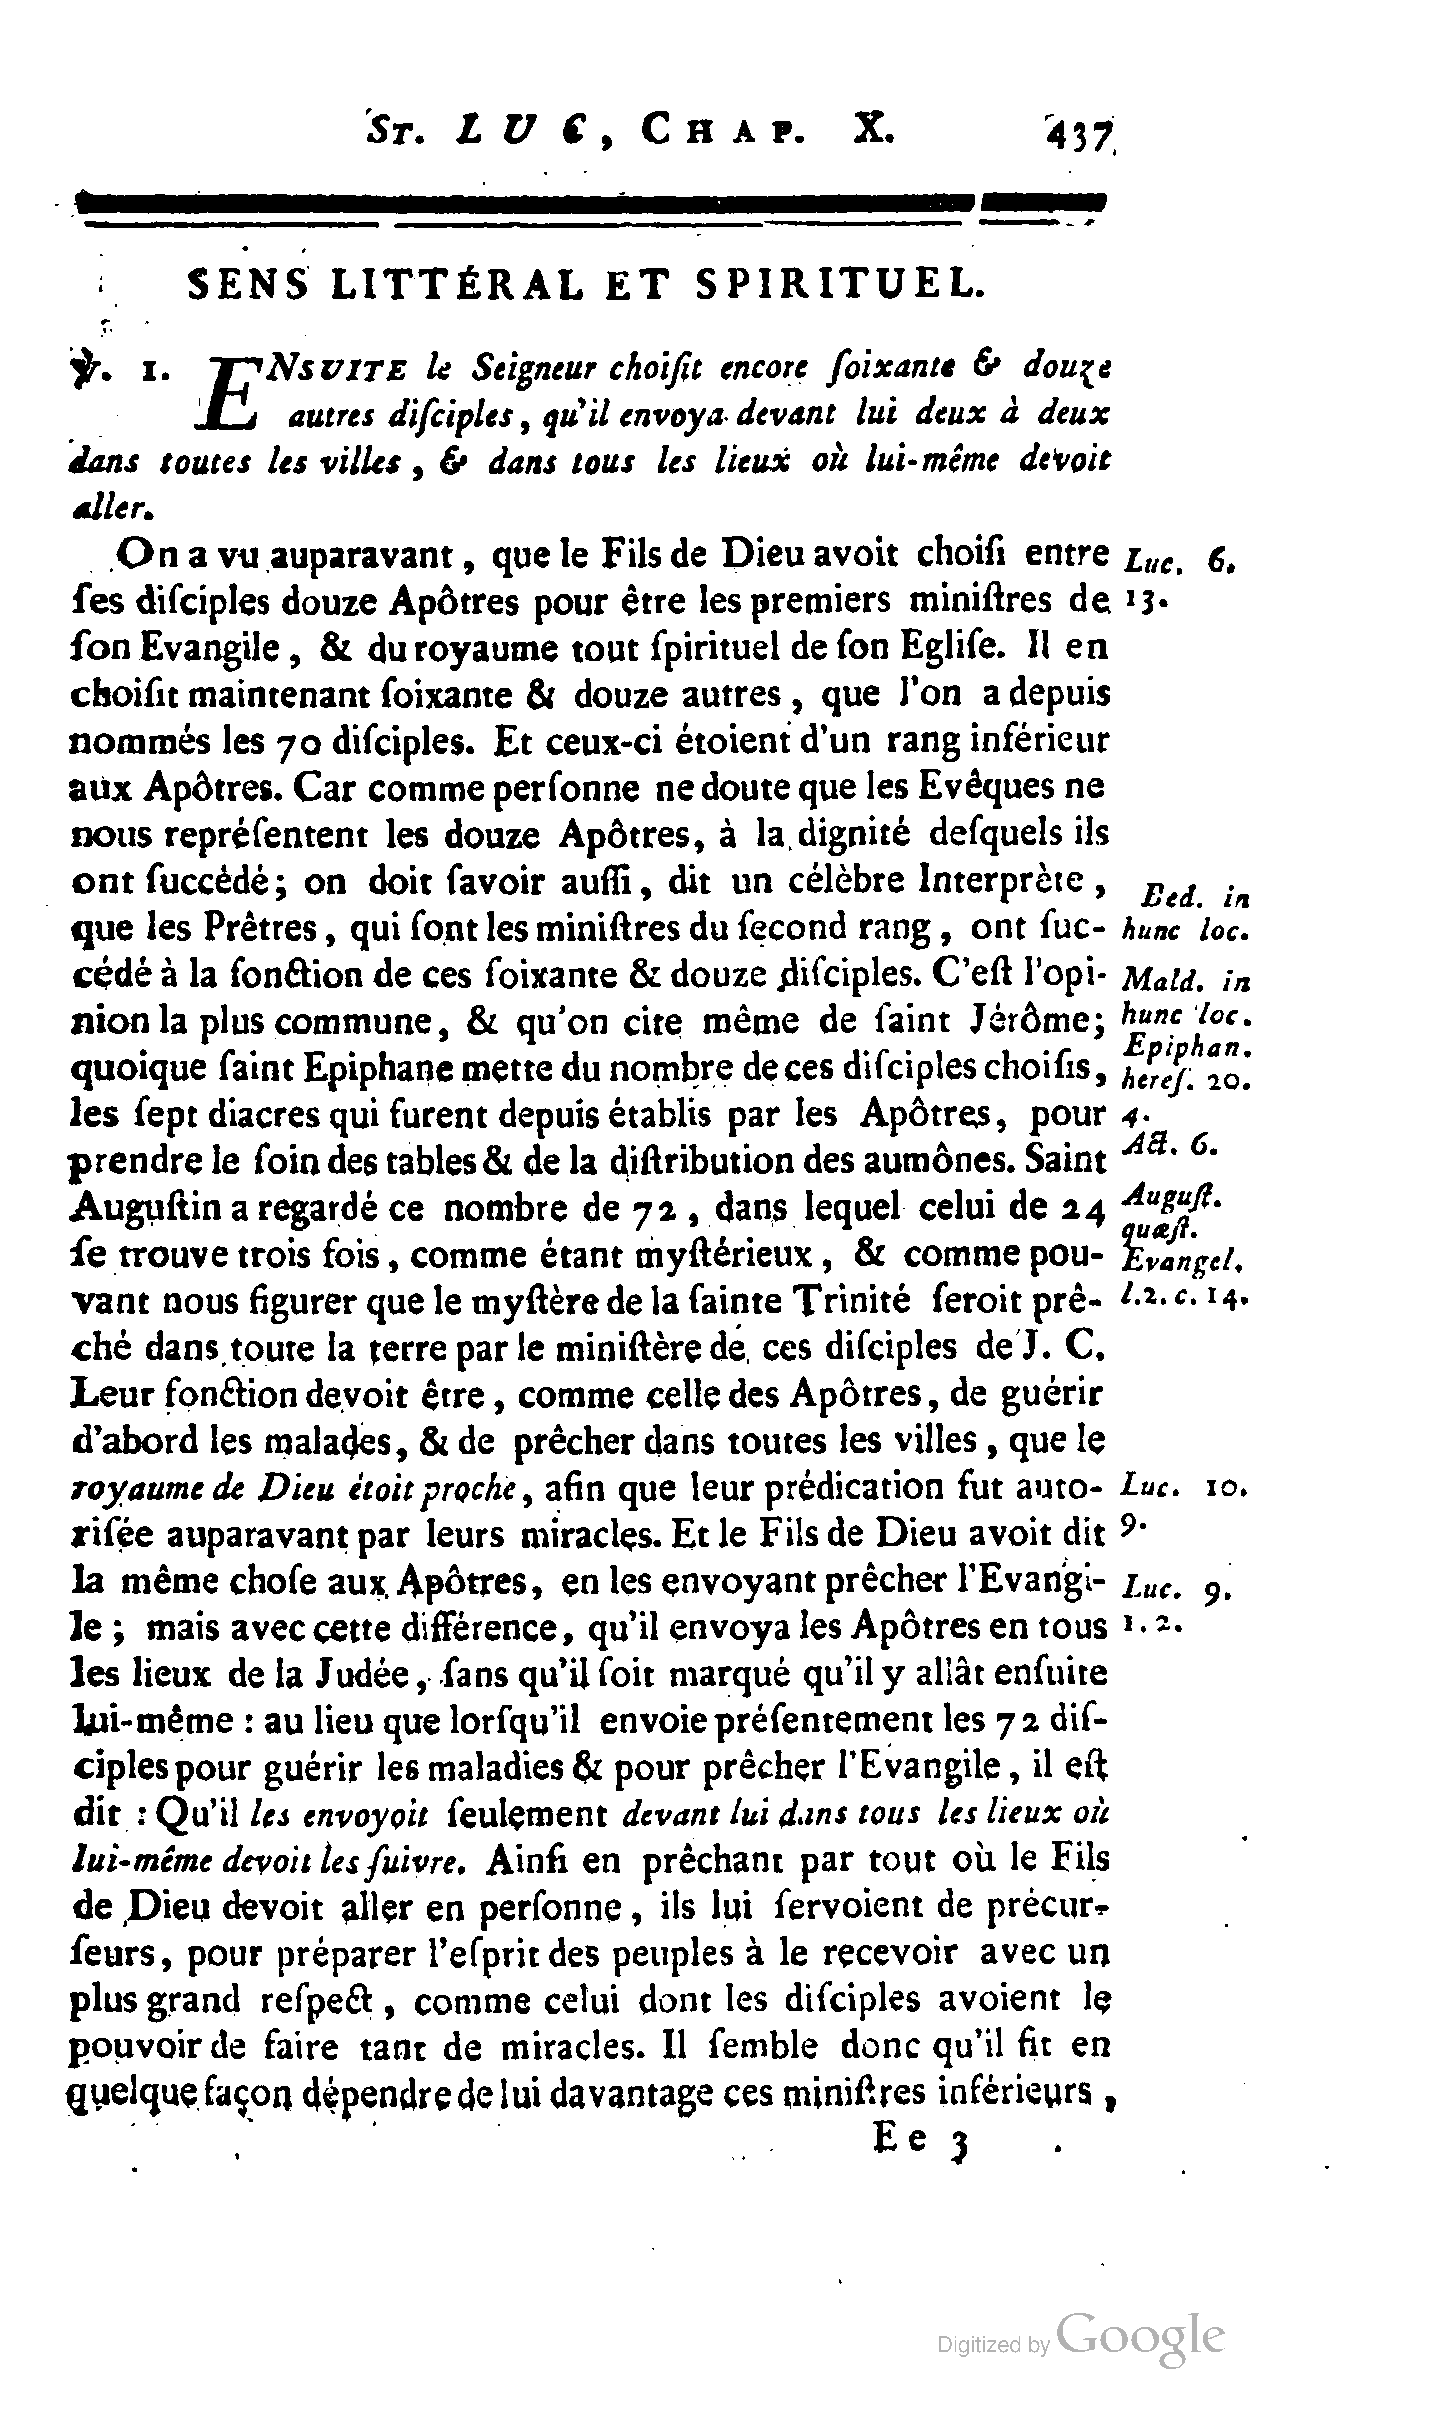 ST. LUC, CHAP. X. 437
SENS LITTÉRAL ET SPIRITUEL.
℣. 1. ENSUITE le Seigneur choiſit encore ſoixante & douze
autres diſciples, qu'il envoya devant lui deux à deux
dans toutes les villes, & dans tous les lieux où lui-même devoit
aller.
On a vu auparavant, que le Fils de Dieu avoit choiſi entre Luc. 6.
ſes diſciples douze Apôtres pour être les premiers miniſtres de 13.
ſon Evangile, & du royaume tout ſpirituel de ſon Egliſe. Il en
choiſit maintenant ſoixante & douze autres, que l'on a depuis
nommés les 70 diſciples. Et ceux-ci étoient d'un rang inférieur
aux Apôtres. Car comme perſonne ne doute que les Evêques ne
nous repréſentent les douze Apôtres, à la dignité deſquels ils
ont ſuccédé; on doit ſavoir auſſi, dit un célèbre Interprète, Bed. in
que les Prêtres, qui ſont les miniſtres du ſecond rang, ont ſuc- hunc loc.
cédé à la fonction de ces ſoixante & douze diſciples. C'eſt l'opi- Mald. in
nion la plus commune, & qu'on cite même de ſaint Jérôme; hunc loc.
Epiphan.
quoique ſaint Epiphane mette du nombre de ces diſciples choiſis, hereſ. 20.
les ſept diacres qui furent depuis établis par les Apôtres, pour 4.
prendre le ſoin des tables & de la diſtribution des aumônes. Saint Act. 6.
Auguſtin a regardé ce nombre de 72, dans lequel celui de 24 Auguſt.
quæſt.
ſe trouve trois fois, comme étant myſtérieux, & comme pou- Evangel.
vant nous figurer que le myſtère de la ſainte Trinité ſeroit prê- l. 2. c. 14.
ché dans toute la terre par le miniſtère de ces diſciples de J. C.
Leur fonction devoit être, comme celle des Apôtres, de guérir
d'abord les malades, & de prêcher dans toutes les villes, que le
royaume de Dieu étoit proche, afin que leur prédication fut auto- Luc. 10.
riſée auparavant par leurs miracles. Et le Fils de Dieu avoit dit 9.
la même choſe aux Apôtres, en les envoyant prêcher l'Evangi- Luc. 9.
le; mais avec cette différence, qu'il envoya les Apôtres en tous 1. 2.
les lieux de la Judée, ſans qu'il ſoit marqué qu'il y allât enſuite
lui-même : au lieu que lorſqu'il envoie préſentement les 72 diſ-
ciples pour guérir les maladies & pour prêcher l'Evangile, il eſt
dit : Qu'il les envoyoit ſeulement devant lui dans tous les lieux où
lui-même devoit les ſuivre. Ainſi en prêchant par tout où le Fils
de Dieu devoit aller en perſonne, ils lui ſervoient de précur-
ſeurs, pour préparer l'eſprit des peuples à le recevoir avec un
plus grand reſpect, comme celui dont les diſciples avoient le
pouvoir de faire tant de miracles. Il ſemble donc qu'il fit en
quelque façon dépendre de lui davantage ces miniſtres inférieurs,
Ee 3
Digitized by Google